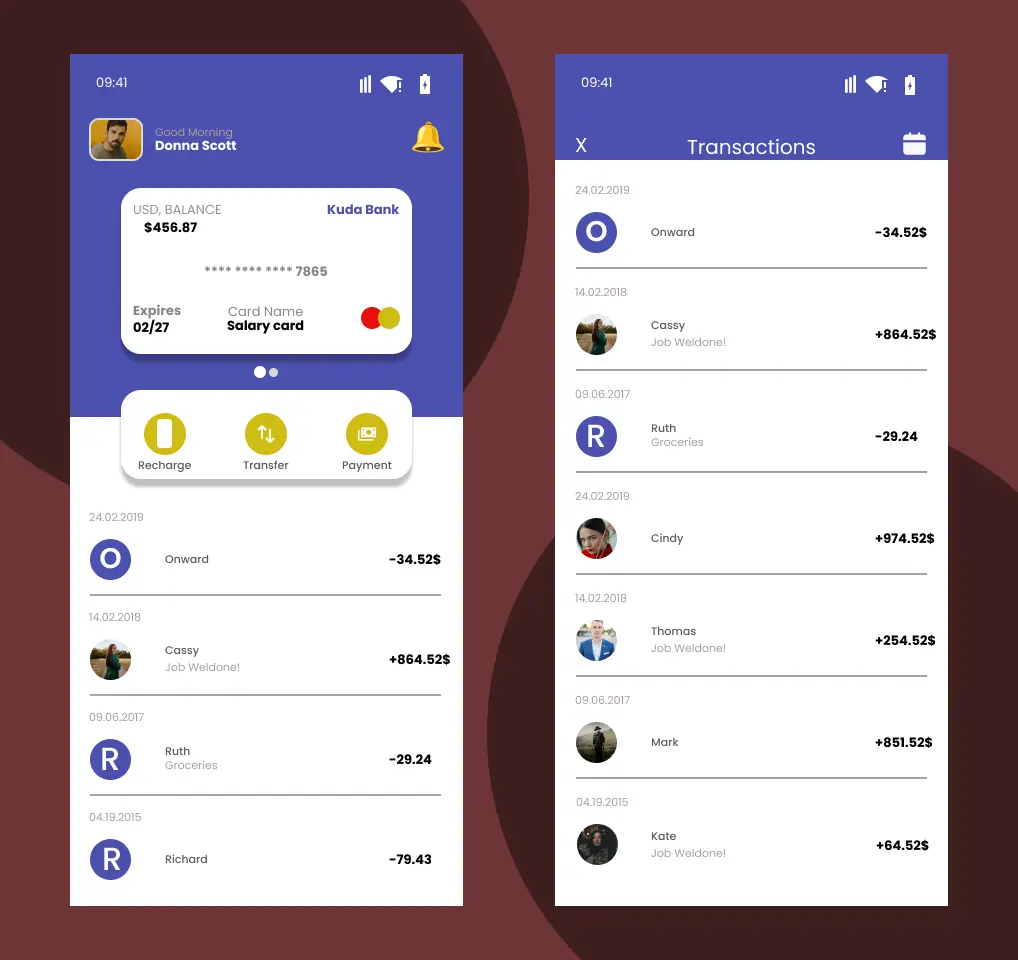 09:41
Good Morning
Donna Scott
USD, BALANCE
Kuda Bank
$456.87
**** **** **** 7865
Expires
02/27
Card Name
Salary card
Recharge
Transfer
Payment
24.02.2019
O
Onward
-34.52$
14.02.2018
Cassy
Job Weldone!
+864.52$
09.06.2017
R
Ruth
Groceries
-29.24
04.19.2015
R
Richard
-79.43
09:41
X
Transactions
24.02.2019
O
Onward
-34.52$
14.02.2018
Cassy
Job Weldone!
+864.52$
09.06.2017
R
Ruth
Groceries
-29.24
24.02.2019
Cindy
+974.52$
14.02.2018
Thomas
Job Weldone!
+254.52$
09.06.2017
Mark
+851.52$
04.19.2015
Kate
Job Weldone!
+64.52$